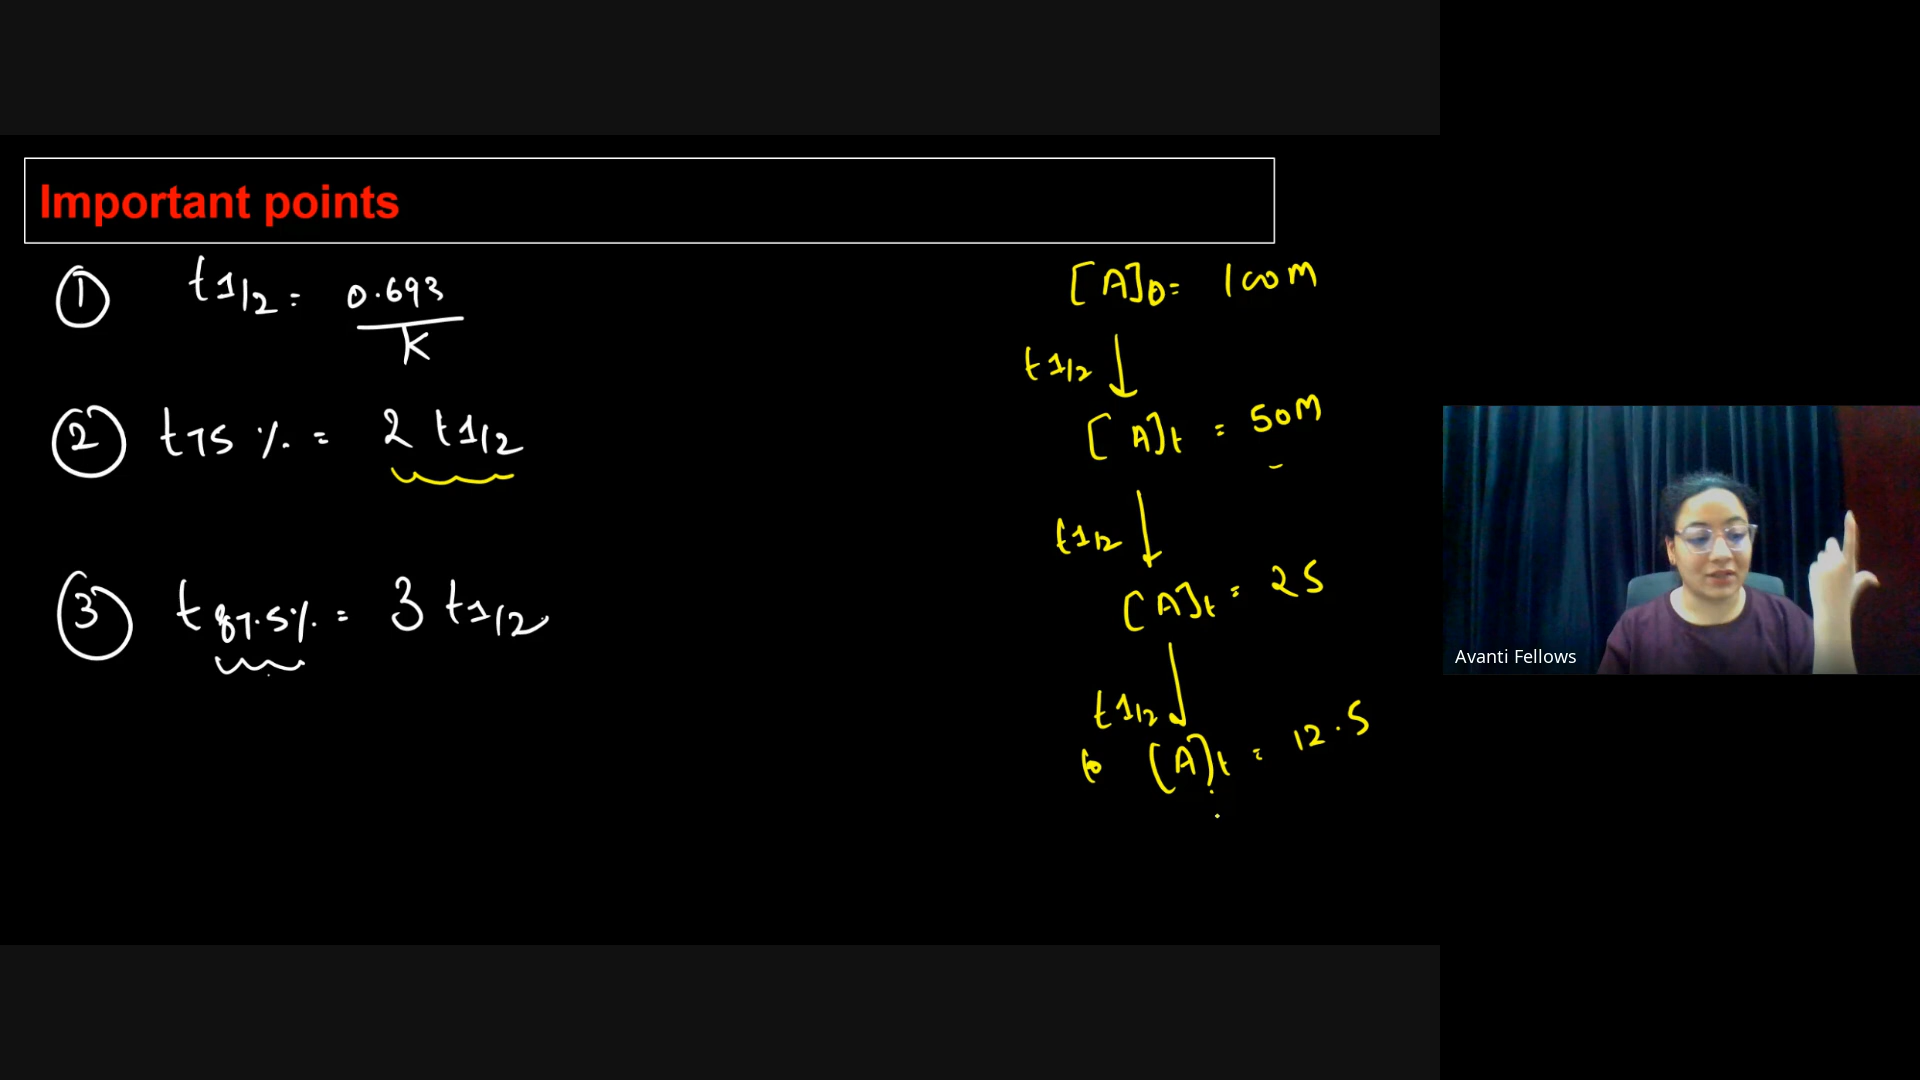 Important points
① t1/2 = 0.693/K
② t75 % = 2 t1/2
③ t87.5% = 3 t1/2
[A]0 = 100M
t1/2 ↓
[A]t = 50M
t1/2 ↓
[A]t = 25
t1/2 ↓
[A]t = 12.5
Avanti Fellows